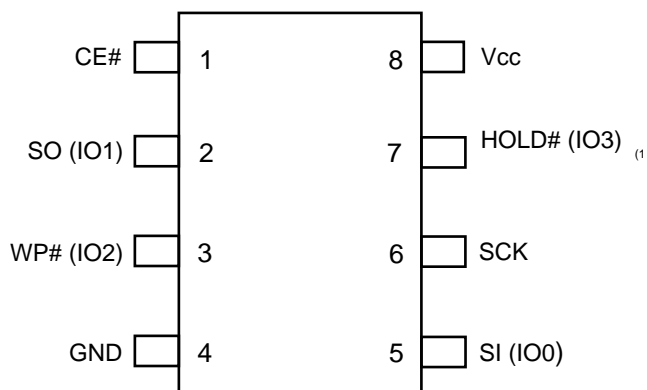 CE# 1 8 Vcc
SO (IO1) 2 7 HOLD# (IO3) (1
WP# (IO2) 3 6 SCK
GND 4 5 SI (IO0)